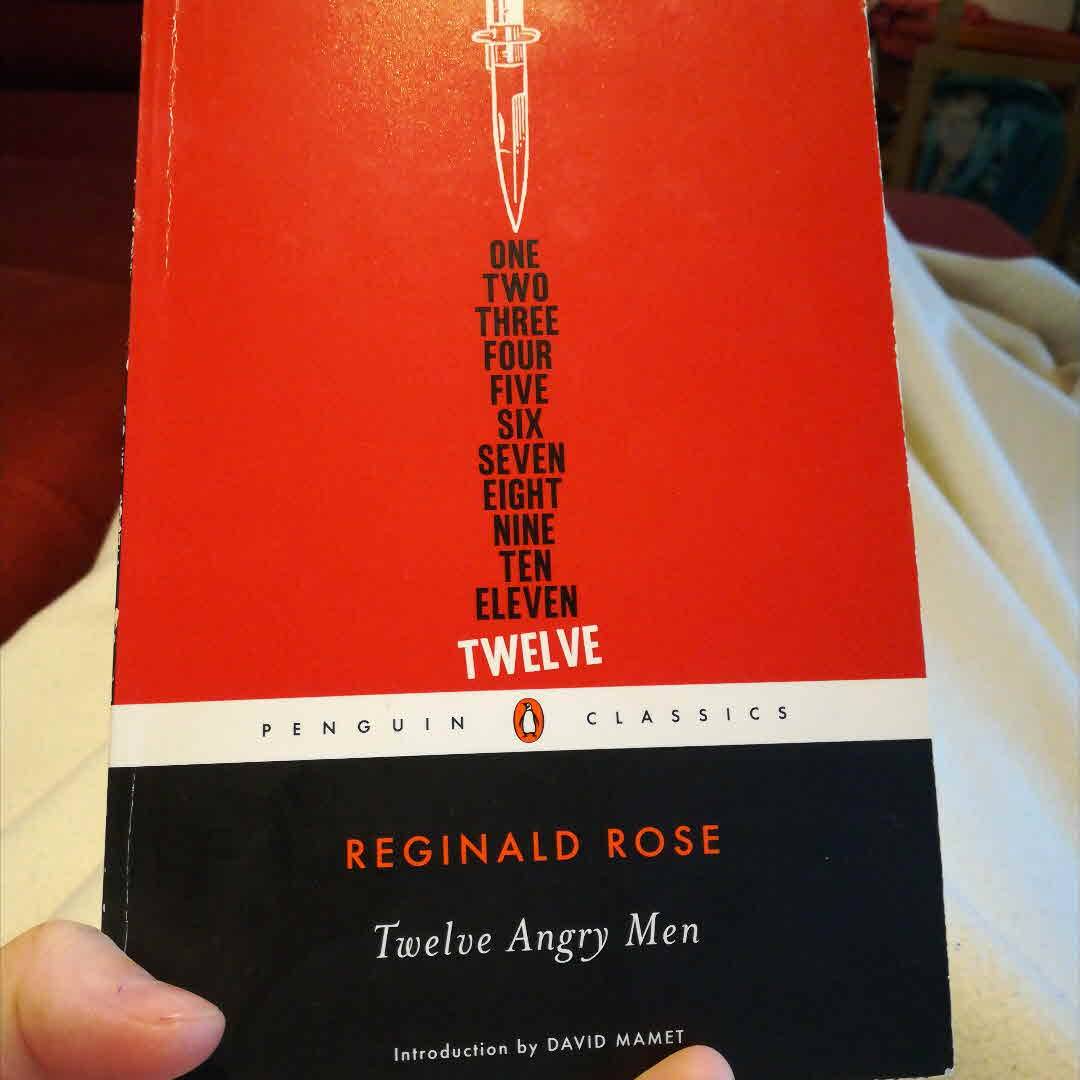 ONE
TWO
THREE
FOUR
FIVE
SIX
SEVEN
EIGHT
NINE
TEN
ELEVEN
TWELVE
PENGUIN CLASSICS
REGINALD ROSE
Twelve Angry Men
Introduction by DAVID MAMET